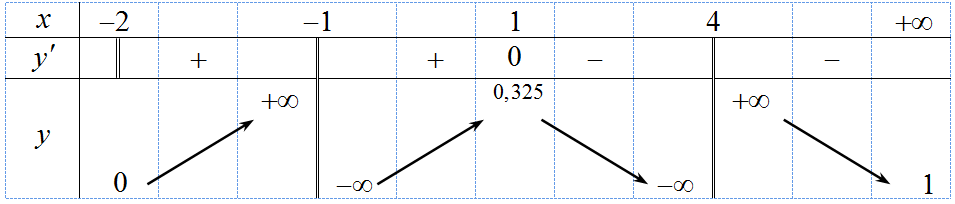 x –2 –1 1 4 +∞
y′ + + 0 – –
+∞ 0,325 +∞
y
0 –∞ –∞ 1